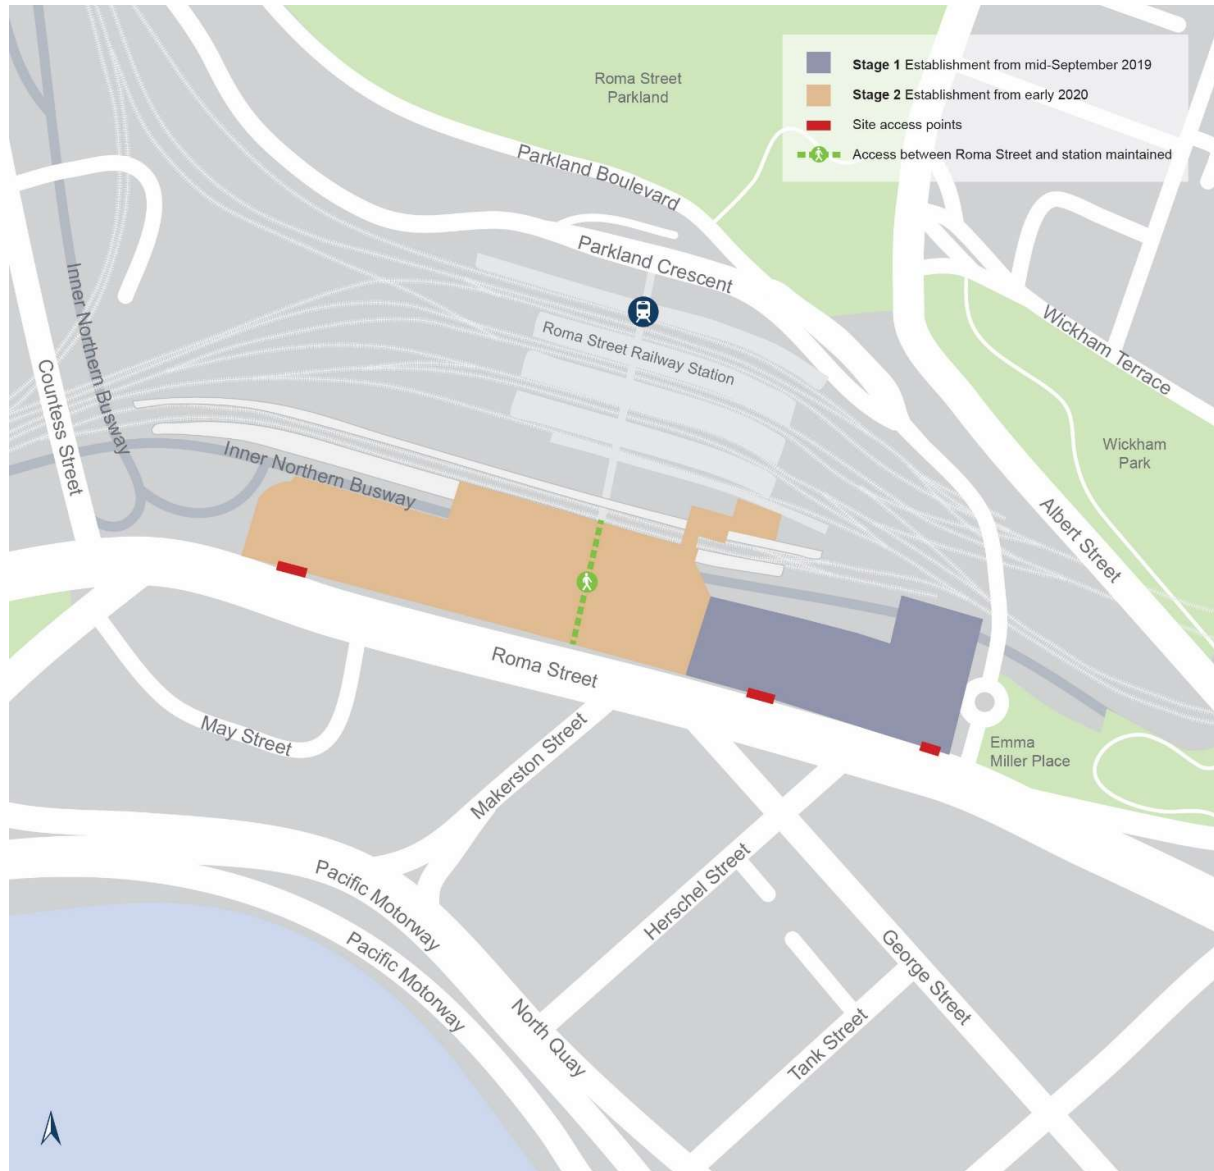 Stage 1 Establishment from mid-September 2019
Stage 2 Establishment from early 2020
Site access points
Access between Roma Street and station maintained
Roma Street
Parkland
Parkland Boulevard
Parkland Crescent
Roma Street Railway Station
Inner Northern Busway
Countess Street
Inner Northern Busway
Wickham Terrace
Wickham
Park
Albert Street
Roma Street
May Street
Makerston Street
Emma
Miller Place
Herschel Street
Pacific Motorway
Pacific Motorway
North Quay
George Street
Tank Street